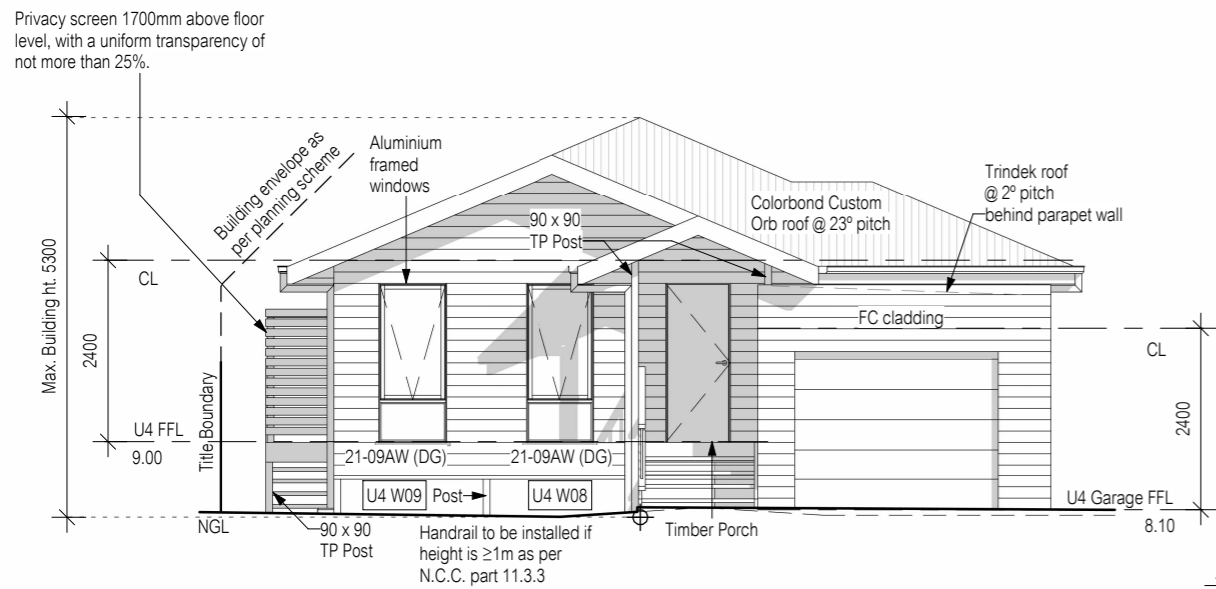 Privacy screen 1700mm above floor
level, with a uniform transparency of
not more than 25%.
Building envelope as
per planning scheme
Aluminium
framed
windows
90 x 90
TP Post
Colorbond Custom
Orb roof @ 23º pitch
Trindek roof
@ 2º pitch
behind parapet wall
Max. Building ht. 5300
CL
2400
FC cladding
CL
2400
U4 FFL
9.00
Title Boundary
21-09AW (DG)
21-09AW (DG)
U4 W09
Post
U4 W08
U4 Garage FFL
8.10
NGL
90 x 90
TP Post
Handrail to be installed if
height is ≥1m as per
N.C.C. part 11.3.3
Timber Porch